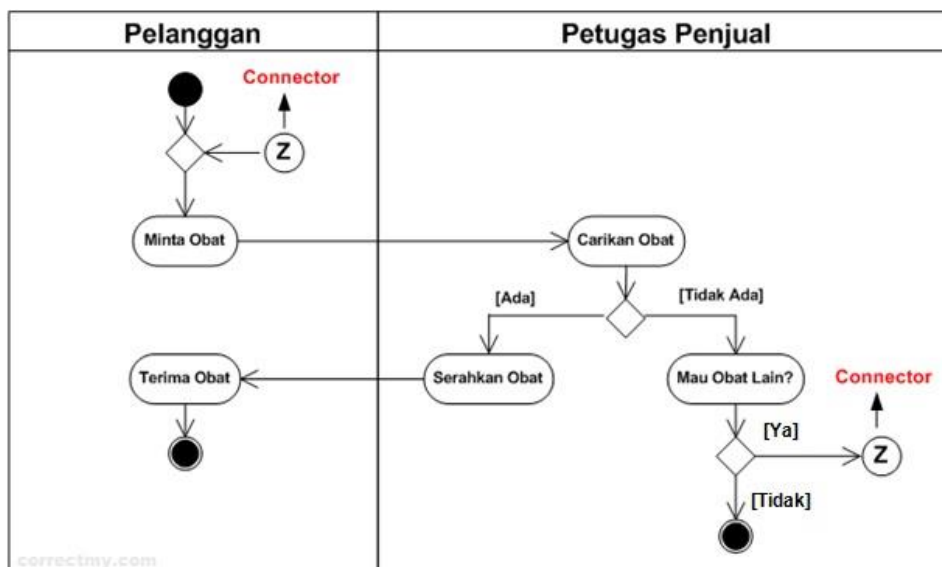 Pelanggan
Petugas Penjual
Connector
Z
Minta Obat
Carikan Obat
[Ada]
[Tidak Ada]
Terima Obat
Serahkan Obat
Mau Obat Lain?
Connector
[Ya]
Z
[Tidak]
correctmy.com